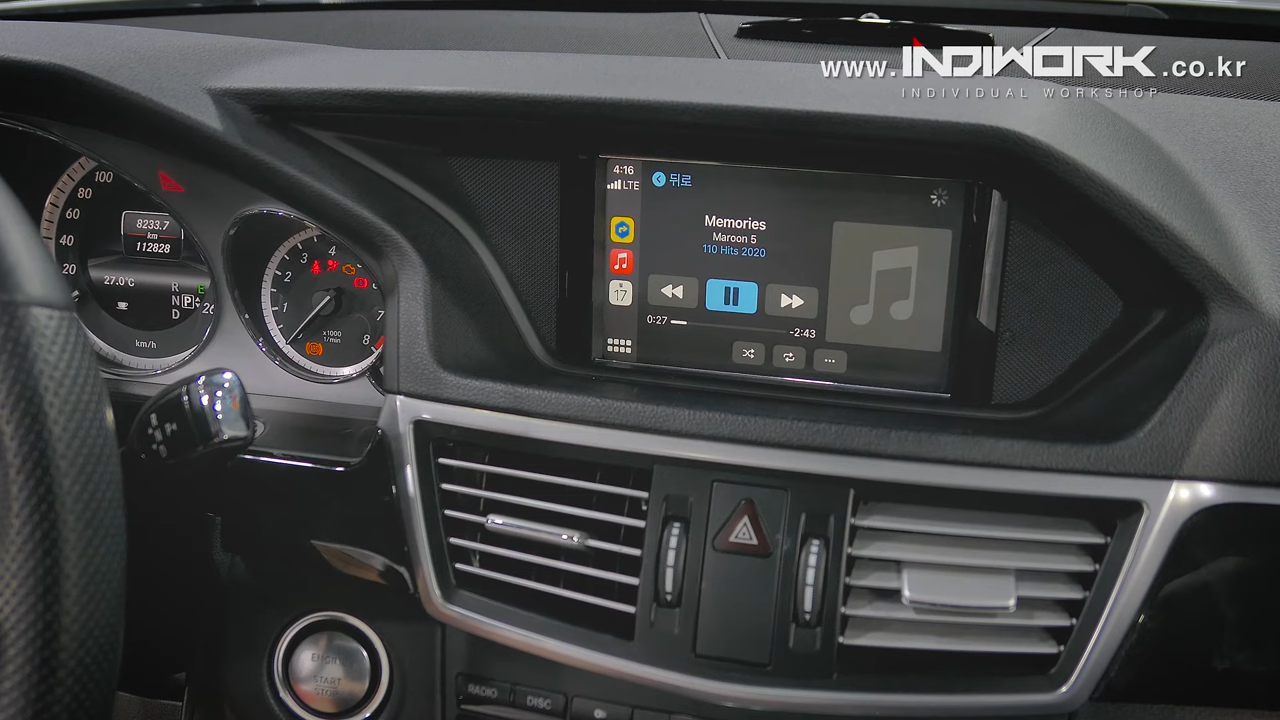 www.INDIWORK.co.kr
INDIVIDUAL WORKSHOP
4:16
LTE
뒤로
Memories
Maroon 5
110 Hits 2020
17
0:27
-2:43
100
80
60
40
20
8233.7
km
112828
27.0°C
R
N
P
D
E
26
km/h
4
3
2
1
7
8
x1000
1/min
ENGINE
START
STOP
RADIO
DISC